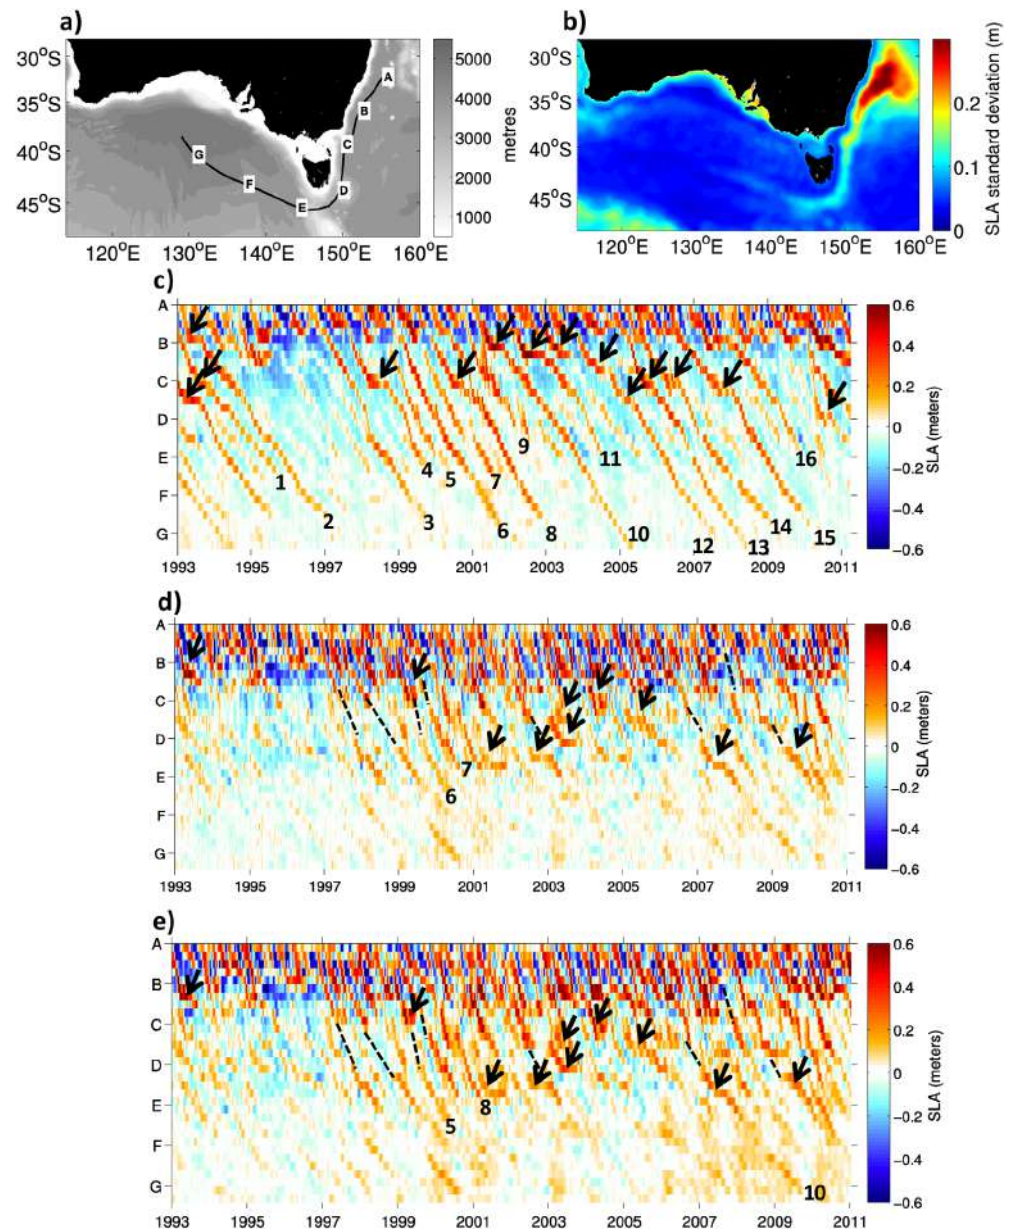 a)
30°S
35°S
40°S
45°S
120°E
130°E
140°E
150°E
160°E
A
B
C
D
E
F
G
5000
4000
3000
2000
1000
metres
b)
30°S
35°S
40°S
45°S
120°E
130°E
140°E
150°E
160°E
0.2
0.1
0
SLA standard deviation (m)
c)
A
B
C
D
E
F
G
1993
1995
1997
1999
2001
2003
2005
2007
2009
2011
1
2
3
4
5
6
7
8
9
10
11
12
13
14
15
16
0.6
0.4
0.2
0
−0.2
−0.4
−0.6
SLA (meters)
d)
A
B
C
D
E
F
G
1993
1995
1997
1999
2001
2003
2005
2007
2009
2011
7
6
0.6
0.4
0.2
0
−0.2
−0.4
−0.6
SLA (meters)
e)
A
B
C
D
E
F
G
1993
1995
1997
1999
2001
2003
2005
2007
2009
2011
5
8
10
0.6
0.4
0.2
0
−0.2
−0.4
−0.6
SLA (meters)